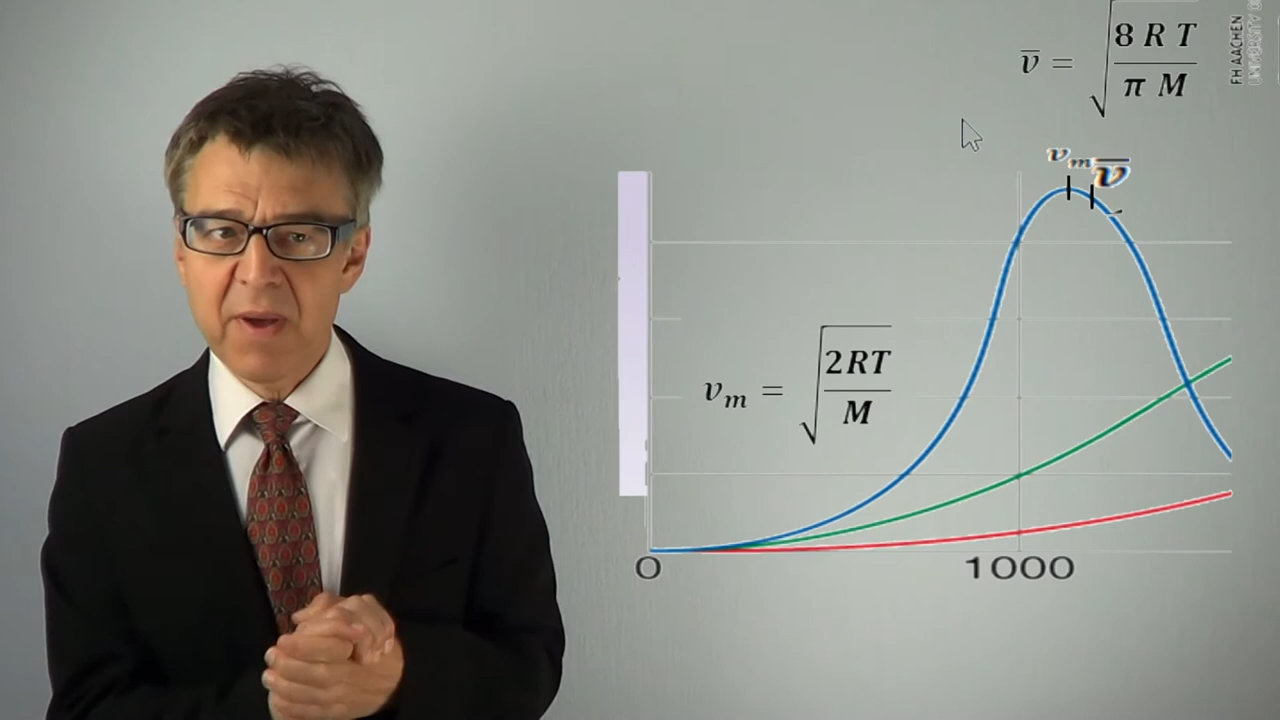 v̅ = √(8 R T / π M)
FH AACHEN
v_m v̅
v_m = √(2RT / M)
0 1000